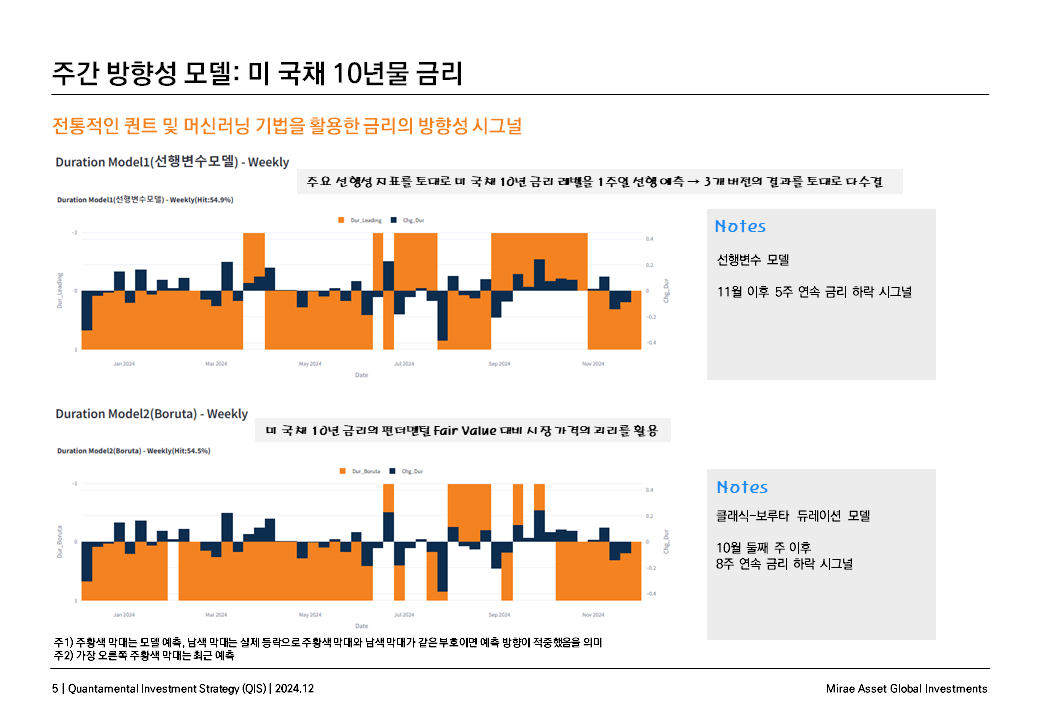 주간 방향성 모델: 미 국채 10년물 금리
전통적인 퀀트 및 머신러닝 기법을 활용한 금리의 방향성 시그널
Duration Model1(선행변수모델) - Weekly
주요 선행성 지표를 토대로 미 국채 10년 금리 레벨을 1주일 선행 예측 → 3개 버전의 결과를 토대로 다수결
Duration Model1(선행변수모델) - Weekly(Hit:54.9%)
Dur_Leading Chg_Dur
-1
0
1
Dur_Leading
0.4
0.2
0
-0.2
-0.4
Chg_Dur
Jan 2024 Mar 2024 May 2024 Jul 2024 Sep 2024 Nov 2024
Date
Notes
선행변수 모델
11월 이후 5주 연속 금리 하락 시그널
Duration Model2(Boruta) - Weekly
미 국채 10년 금리의 펀더멘털 Fair Value 대비 시장 가격의 괴리를 활용
Duration Model2(Boruta) - Weekly(Hit:54.5%)
Dur_Boruta Chg_Dur
-1
0
1
Dur_Boruta
0.4
0.2
0
-0.2
-0.4
Chg_Dur
Jan 2024 Mar 2024 May 2024 Jul 2024 Sep 2024 Nov 2024
Date
Notes
클래식-보루타 듀레이션 모델
10월 둘째 주 이후
8주 연속 금리 하락 시그널
주1) 주황색 막대는 모델 예측, 남색 막대는 실제 등락으로 주황색 막대와 남색 막대가 같은 부호이면 예측 방향이 적중했음을 의미
주2) 가장 오른쪽 주황색 막대는 최근 예측
5 | Quantamental Investment Strategy (QIS) | 2024.12
Mirae Asset Global Investments